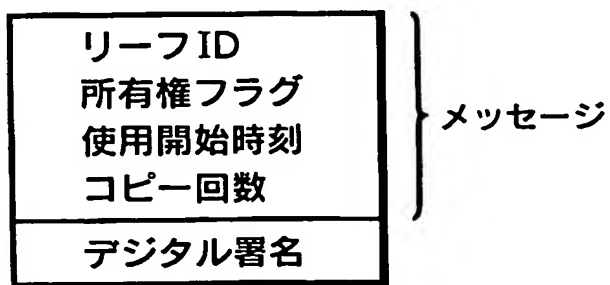 リーフID
所有権フラグ
使用開始時刻
コピー回数
メッセージ
デジタル署名